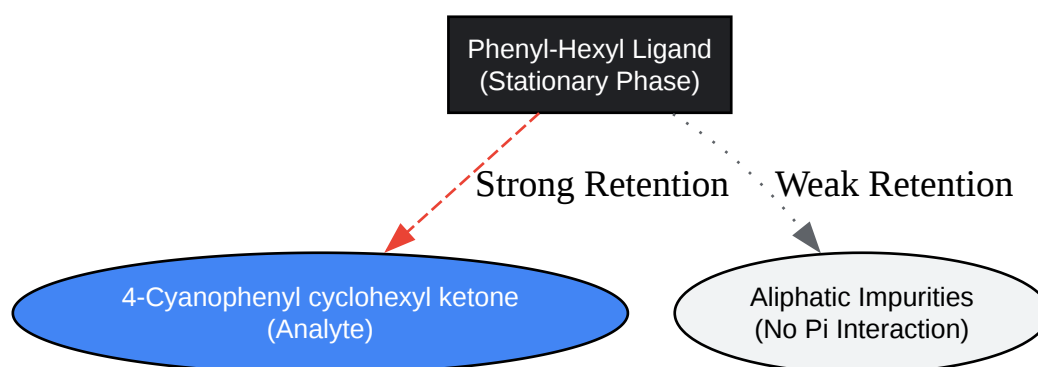 Phenyl-Hexyl Ligand
(Stationary Phase)
Strong Retention
Weak Retention
4-Cyanophenyl cyclohexyl ketone
(Analyte)
Aliphatic Impurities
(No Pi Interaction)